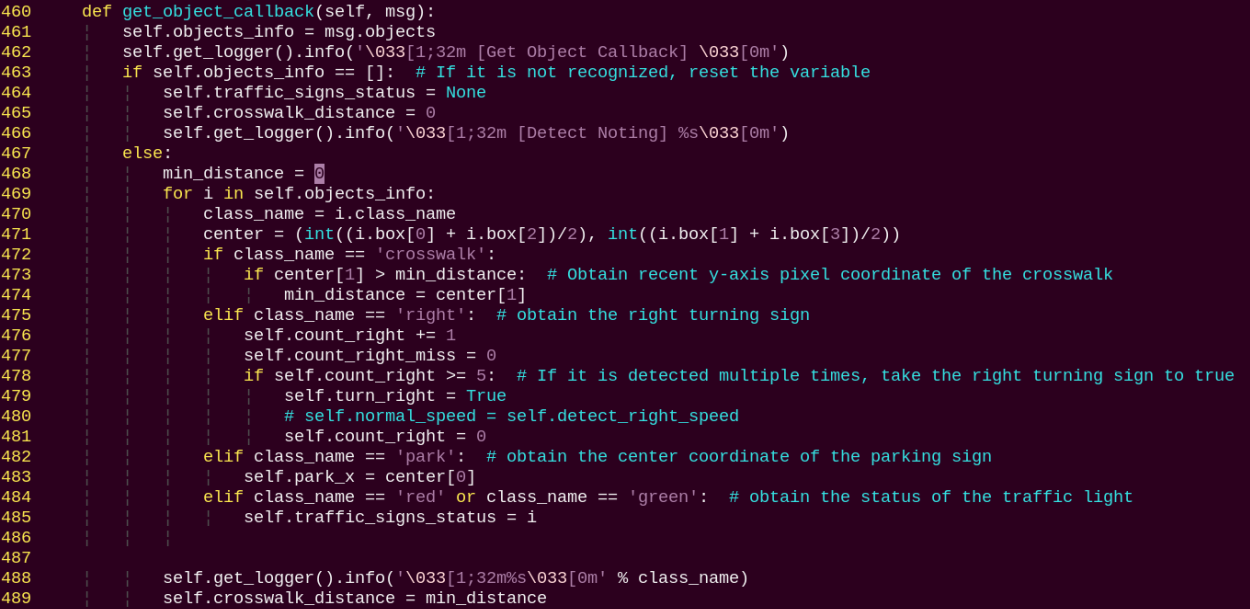 460     def get_object_callback(self, msg):
461         self.objects_info = msg.objects
462         self.get_logger().info('\033[1;32m [Get Object Callback] \033[0m')
463         if self.objects_info == []:  # If it is not recognized, reset the variable
464             self.traffic_signs_status = None
465             self.crosswalk_distance = 0
466             self.get_logger().info('\033[1;32m [Detect Noting] %s\033[0m')
467         else:
468             min_distance = 0
469             for i in self.objects_info:
470                 class_name = i.class_name
471                 center = (int((i.box[0] + i.box[2])/2), int((i.box[1] + i.box[3])/2))
472                 if class_name == 'crosswalk':
473                     if center[1] > min_distance:  # Obtain recent y-axis pixel coordinate of the crosswalk
474                         min_distance = center[1]
475                 elif class_name == 'right':  # obtain the right turning sign
476                     self.count_right += 1
477                     self.count_right_miss = 0
478                     if self.count_right >= 5:  # If it is detected multiple times, take the right turning sign to true
479                         self.turn_right = True
480                         # self.normal_speed = self.detect_right_speed
481                         self.count_right = 0
482                 elif class_name == 'park':  # obtain the center coordinate of the parking sign
483                     self.park_x = center[0]
484                 elif class_name == 'red' or class_name == 'green':  # obtain the status of the traffic light
485                     self.traffic_signs_status = i
486
487
488             self.get_logger().info('\033[1;32m%s\033[0m' % class_name)
489             self.crosswalk_distance = min_distance